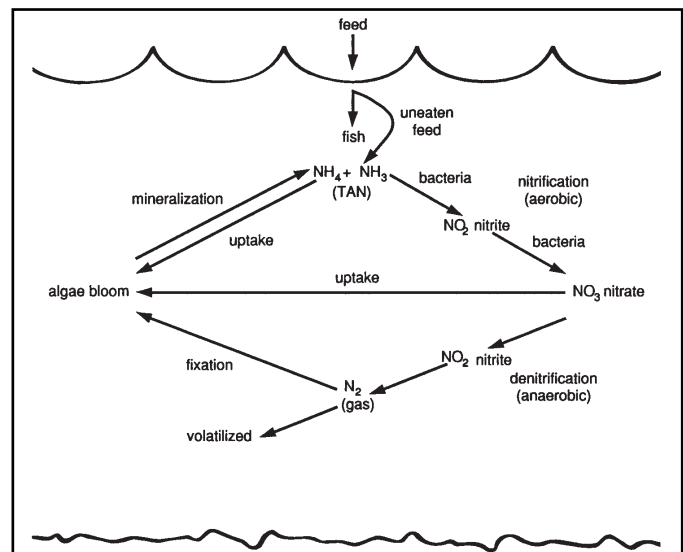 feed
uneaten
feed
fish
NH₄ + NH₃
(TAN)
bacteria
nitrification
(aerobic)
mineralization
NO₂ nitrite
uptake
bacteria
algae bloom
uptake
NO₃ nitrate
NO₂ nitrite
fixation
denitrification
(anaerobic)
N₂
(gas)
volatilized